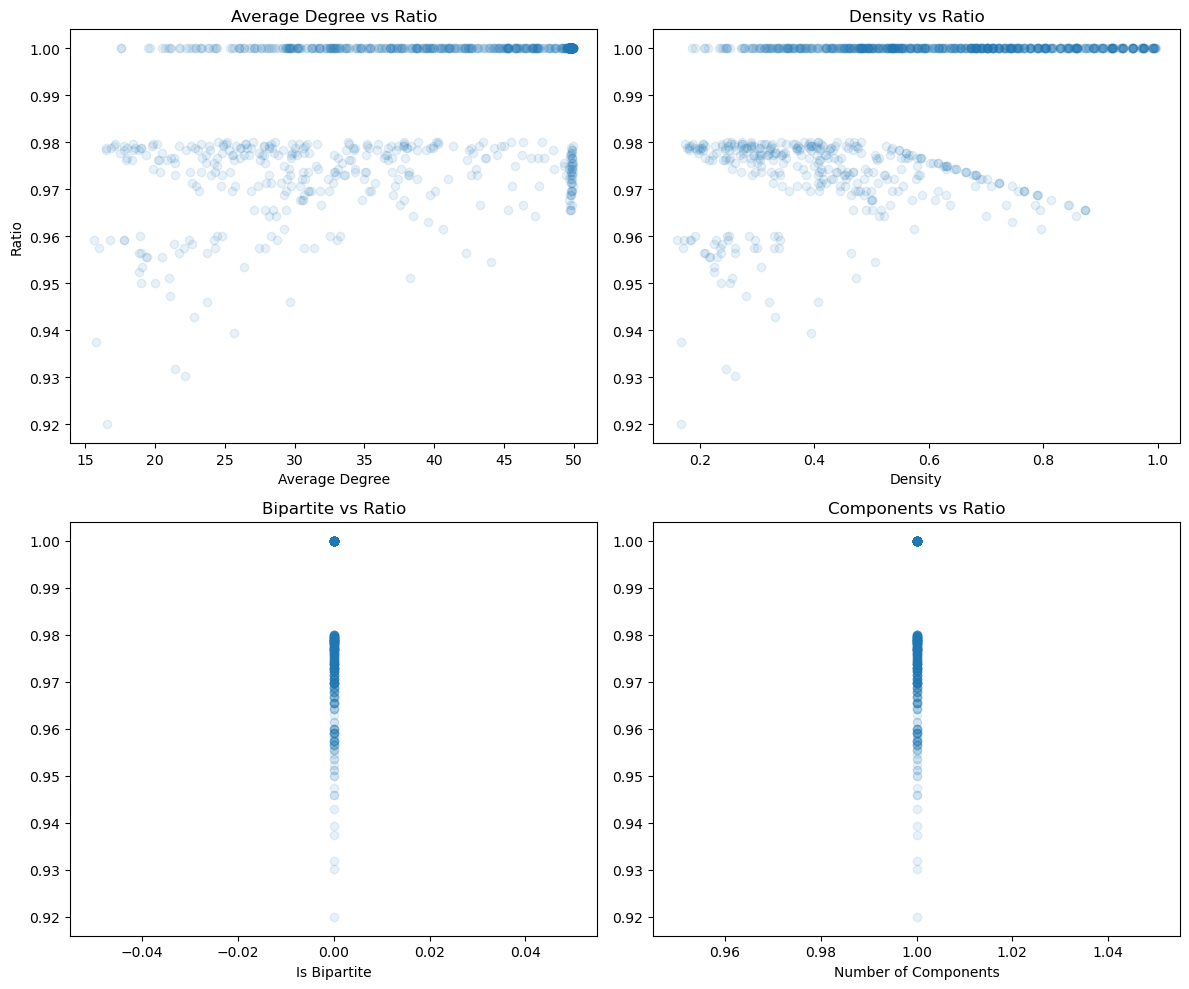 Average Degree vs Ratio
1.00
0.99
0.98
0.97
0.96
0.95
0.94
0.93
0.92
Ratio
15 20 25 30 35 40 45 50
Average Degree
Density vs Ratio
1.00
0.99
0.98
0.97
0.96
0.95
0.94
0.93
0.92
0.2 0.4 0.6 0.8 1.0
Density
Bipartite vs Ratio
1.00
0.99
0.98
0.97
0.96
0.95
0.94
0.93
0.92
−0.04 −0.02 0.00 0.02 0.04
Is Bipartite
Components vs Ratio
1.00
0.99
0.98
0.97
0.96
0.95
0.94
0.93
0.92
0.96 0.98 1.00 1.02 1.04
Number of Components